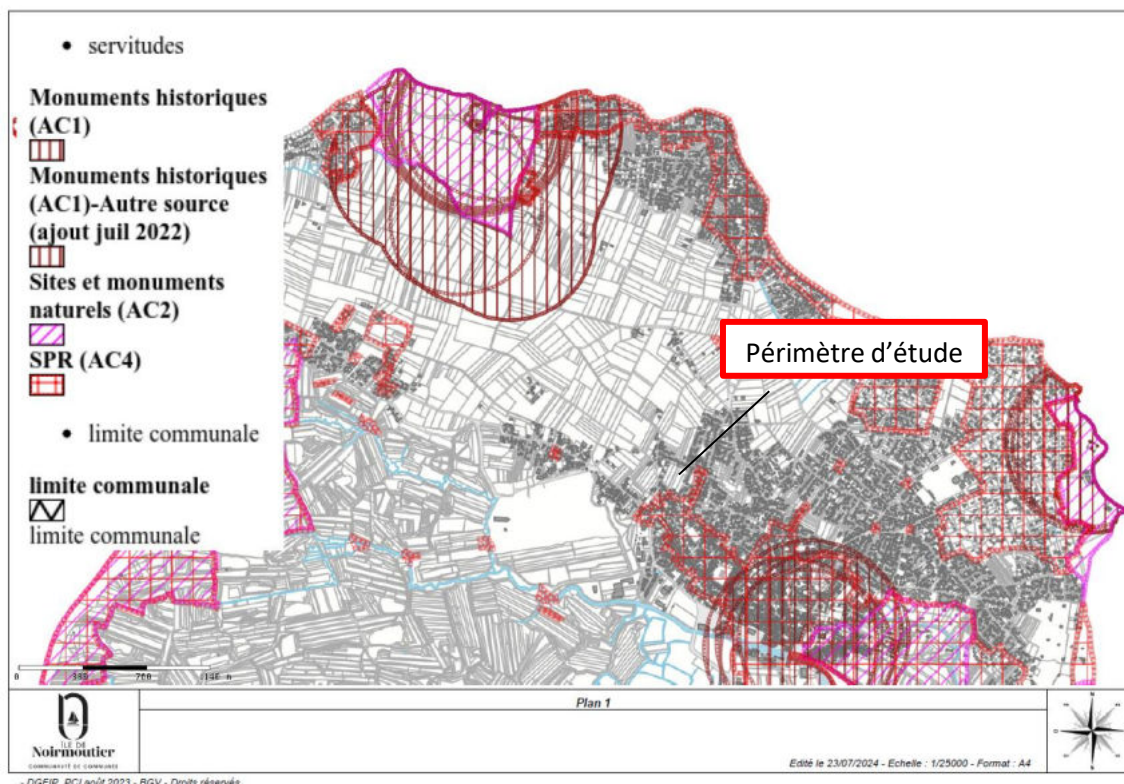 • servitudes
Monuments historiques
(AC1)
Monuments historiques
(AC1)-Autre source
(ajout juil 2022)
Sites et monuments
naturels (AC2)
SPR (AC4)
• limite communale
limite communale
limite communale
Périmètre d'étude
0
Plan 1
ÎLE DE
Noirmoutier
COMMUNAUTÉ DE COMMUNES
Edité le 23/07/2024 - Echelle : 1/25000 - Format : A4
- DGFIP, PCI août 2023 - BGV - Droits réservés